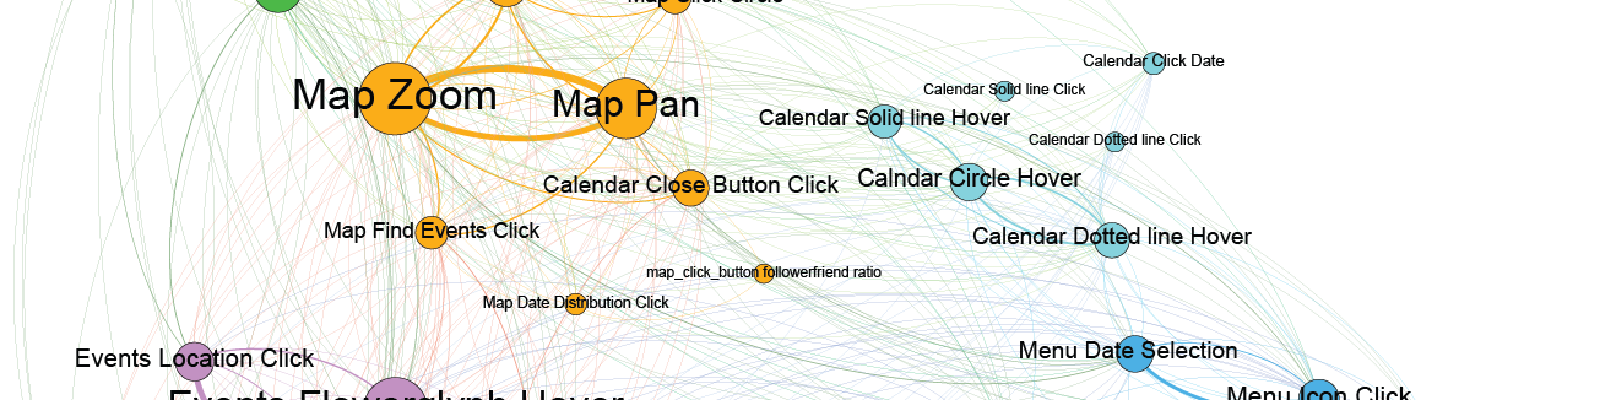 Map Click Circle
Calendar Click Date
Map Zoom
Calendar Solid line Click
Map Pan
Calendar Solid line Hover
Calendar Dotted line Click
Calendar Close Button Click
Calndar Circle Hover
Map Find Events Click
Calendar Dotted line Hover
map_click_button followerfriend ratio
Map Date Distribution Click
Events Location Click
Menu Date Selection
Events Flowerglyph Hover
Menu Icon Click